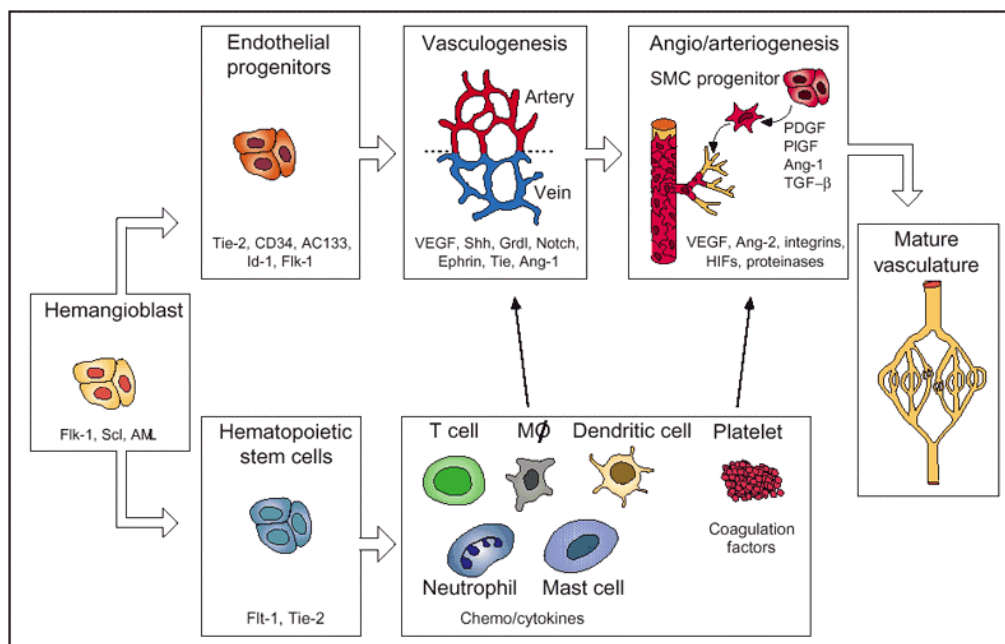 Endothelial
progenitors
Tie-2, CD34, AC133,
Id-1, Flk-1
Vasculogenesis
Artery
Vein
VEGF, Shh, Grdl, Notch,
Ephrin, Tie, Ang-1
Angio/arteriogenesis
SMC progenitor
PDGF
PlGF
Ang-1
TGF–β
VEGF, Ang-2, integrins,
HIFs, proteinases
Mature
vasculature
Hemangioblast
Flk-1, Scl, AML
Hematopoietic
stem cells
Flt-1, Tie-2
T cell
MØ
Dendritic cell
Platelet
Coagulation
factors
Neutrophil
Mast cell
Chemo/cytokines